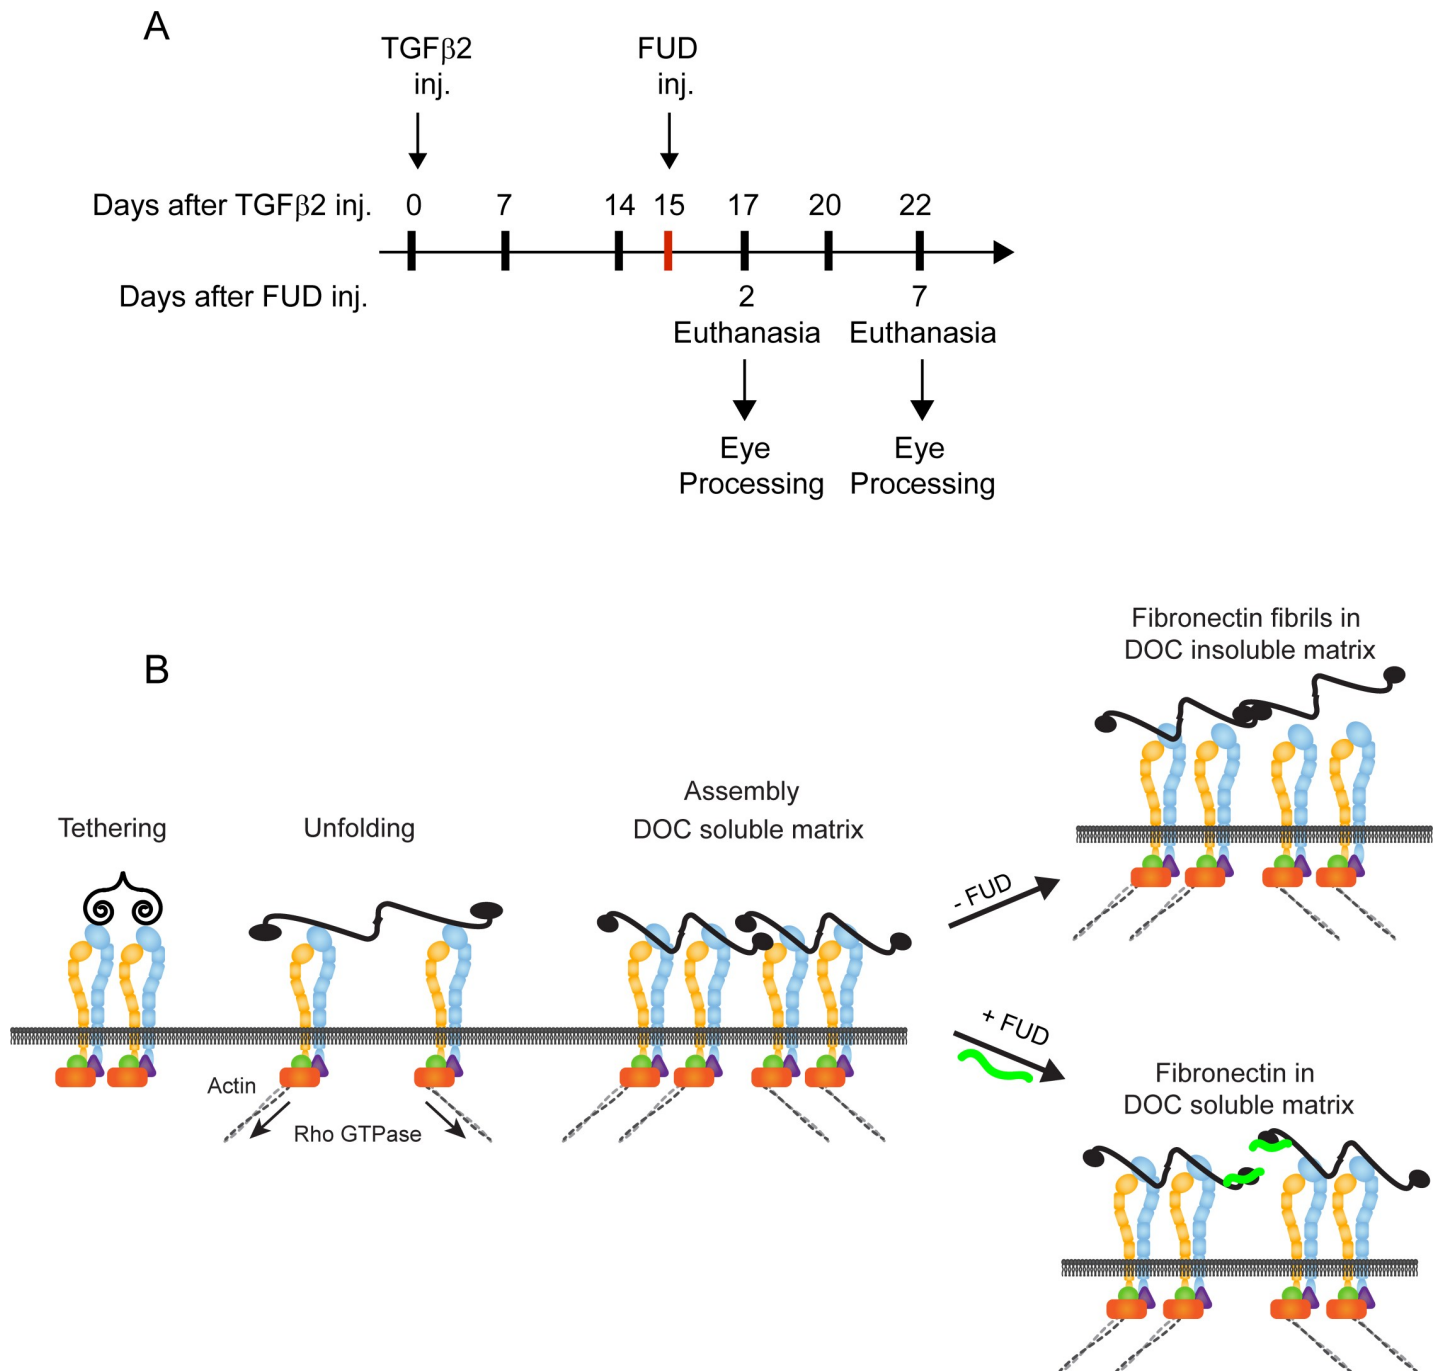 A
TGFβ2
inj.
FUD
inj.
Days after TGFβ2 inj. 0 7 14 15 17 20 22
Days after FUD inj. 2 7
Euthanasia Euthanasia
Eye Eye
Processing Processing
B
Fibronectin fibrils in
DOC insoluble matrix
Tethering
Unfolding
Assembly
DOC soluble matrix
- FUD
+ FUD
Actin
Rho GTPase
Fibronectin in
DOC soluble matrix